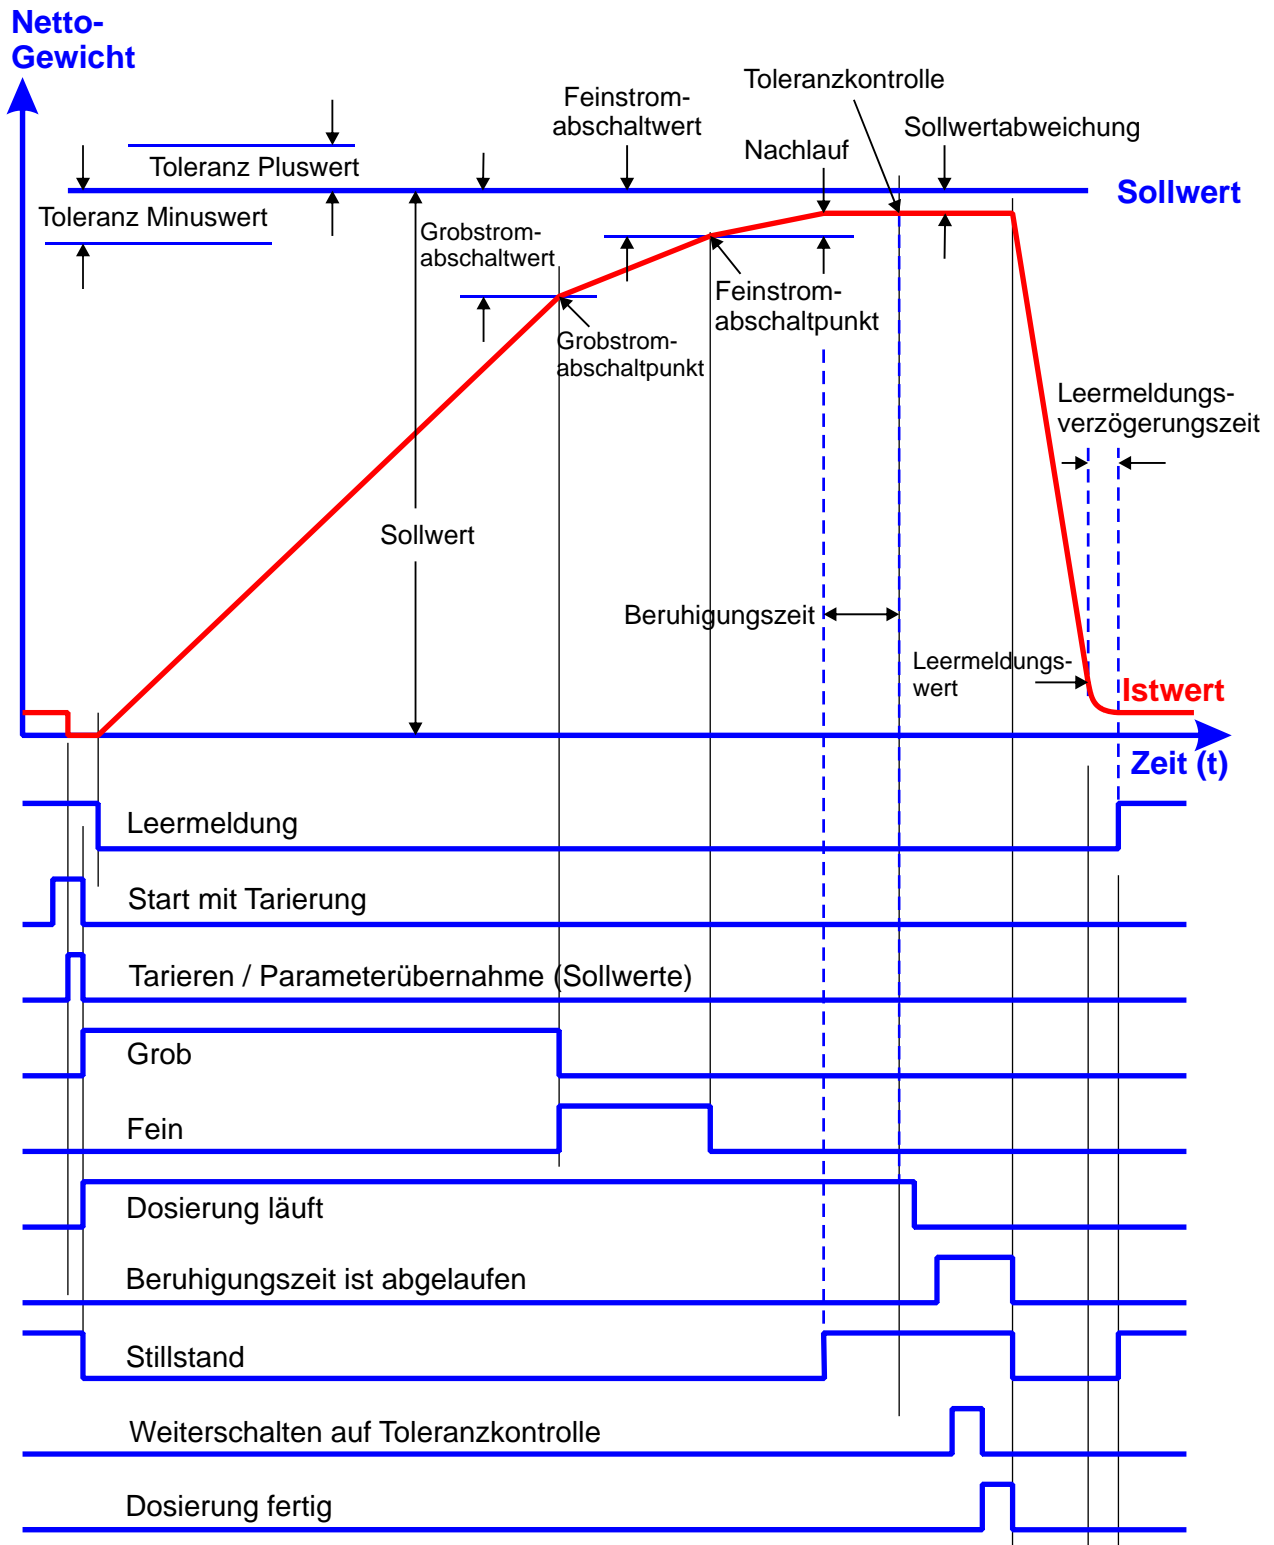 Netto-
Gewicht
Toleranzkontrolle
Feinstrom-
abschaltwert
Sollwertabweichung
Nachlauf
Toleranz Pluswert
Sollwert
Toleranz Minuswert
Grobstrom-
abschaltwert
Feinstrom-
abschaltpunkt
Grobstrom-
abschaltpunkt
Leermeldungs-
verzögerungszeit
Sollwert
Beruhigungszeit
Leermeldungs-
wert
Istwert
Zeit (t)
Leermeldung
Start mit Tarierung
Tarieren / Parameterübernahme (Sollwerte)
Grob
Fein
Dosierung läuft
Beruhigungszeit ist abgelaufen
Stillstand
Weiterschalten auf Toleranzkontrolle
Dosierung fertig